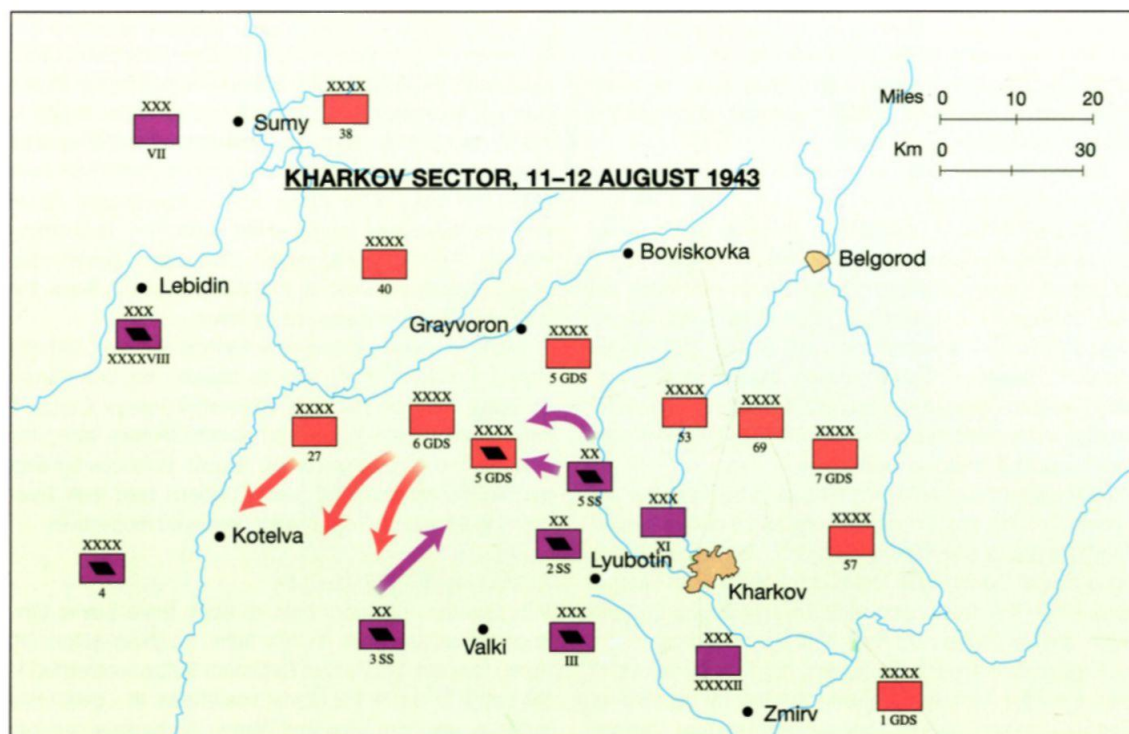 Miles 0 10 20
Km 0 30
XXX
VII
Sumy
XXXX
38
KHARKOV SECTOR, 11–12 AUGUST 1943
XXXX
40
Boviskovka
Belgorod
Lebidin
XXX
XXXXVIII
Grayvoron
XXXX
5 GDS
XXXX
27
XXXX
6 GDS
XXXX
5 GDS
XX
5 SS
XXXX
53
XXXX
69
XXXX
7 GDS
Kotelva
XXXX
4
XX
2 SS
Lyubotin
XXX
XI
Kharkov
XXXX
57
XX
3 SS
Valki
XXX
III
XXX
XXXXII
Zmirv
XXXX
1 GDS